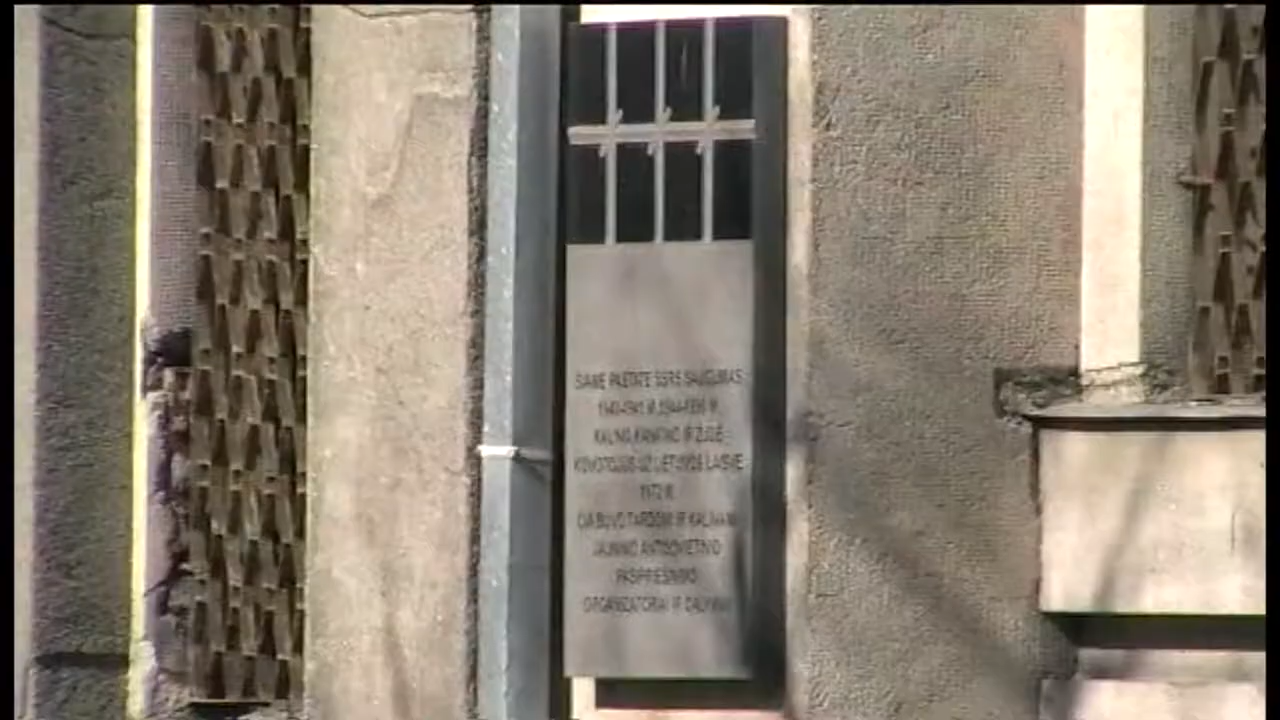 ŠIAME PASTATE SSRS SAUGUMAS
1940-1941 IR 1944-1990 M.
KALINO, KANKINO IR ŽUDĖ
KOVOTOJUS UŽ LIETUVOS LAISVĘ
1972 M.
ČIA BUVO TARDOMI IR KALINAMI
JAUNIMO ANTISOVIETINIO
PASIPRIEŠINIMO
ORGANIZATORIAI IR DALYVIAI